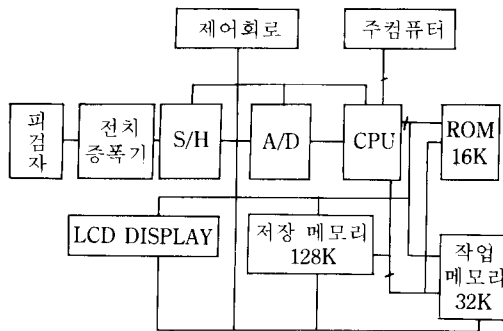 제어회로
주컴퓨터
피검자
전치
증폭기
S/H
A/D
CPU
ROM
16K
LCD DISPLAY
저장 메모리
128K
작업
메모리
32K